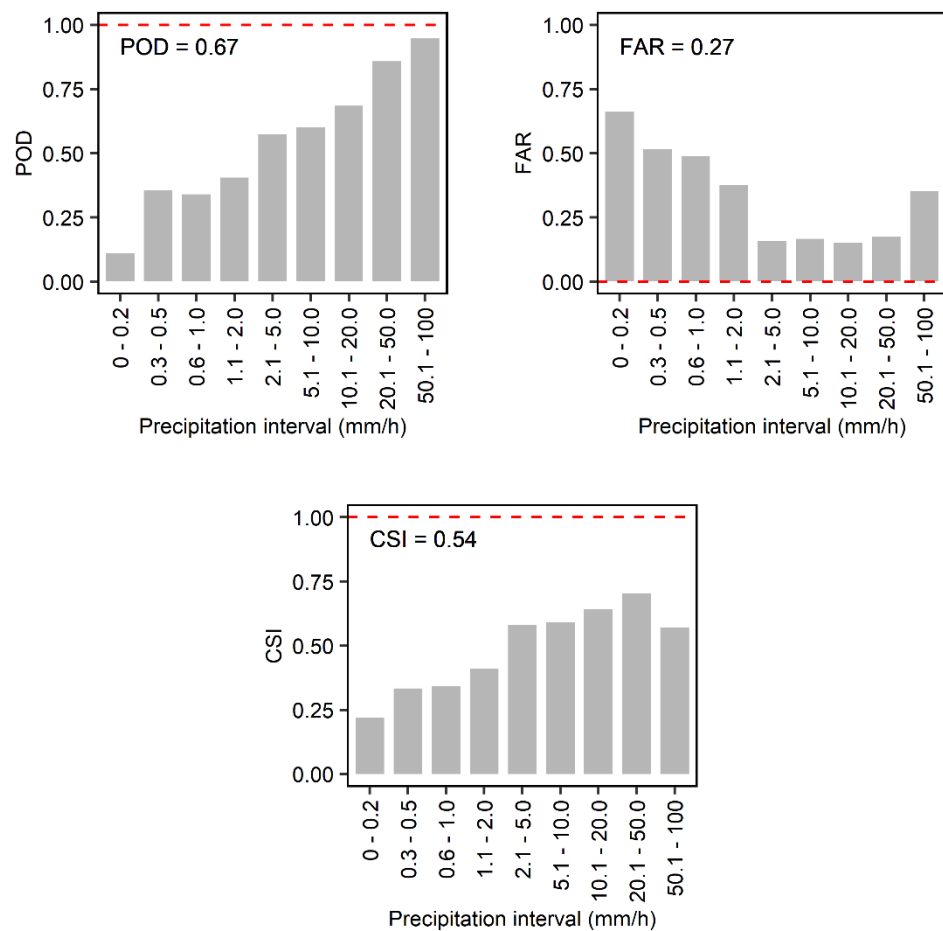 POD = 0.67
1.00
0.75
0.50
0.25
0.00
POD
0 - 0.2
0.3 - 0.5
0.6 - 1.0
1.1 - 2.0
2.1 - 5.0
5.1 - 10.0
10.1 - 20.0
20.1 - 50.0
50.1 - 100
Precipitation interval (mm/h)
FAR = 0.27
1.00
0.75
0.50
0.25
0.00
FAR
0 - 0.2
0.3 - 0.5
0.6 - 1.0
1.1 - 2.0
2.1 - 5.0
5.1 - 10.0
10.1 - 20.0
20.1 - 50.0
50.1 - 100
Precipitation interval (mm/h)
CSI = 0.54
1.00
0.75
0.50
0.25
0.00
CSI
0 - 0.2
0.3 - 0.5
0.6 - 1.0
1.1 - 2.0
2.1 - 5.0
5.1 - 10.0
10.1 - 20.0
20.1 - 50.0
50.1 - 100
Precipitation interval (mm/h)